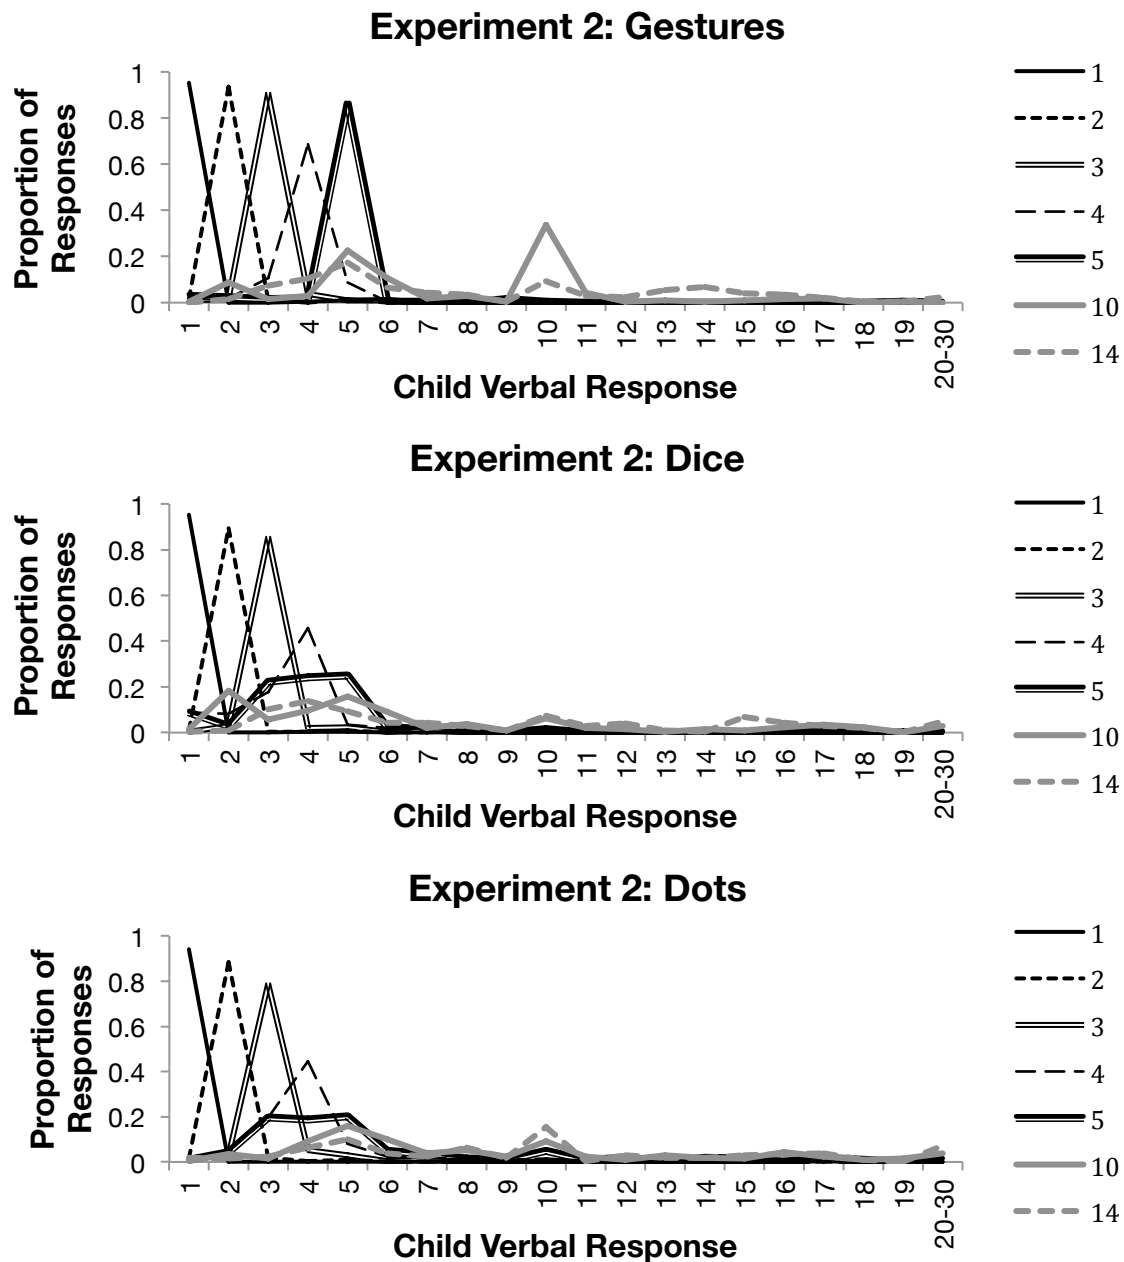 Experiment 2: Gestures
Proportion of
Responses
1
0.8
0.6
0.4
0.2
0
1 2 3 4 5 6 7 8 9 10 11 12 13 14 15 16 17 18 19 20-30
Child Verbal Response
1
2
3
4
5
10
14
Experiment 2: Dice
Proportion of
Responses
1
0.8
0.6
0.4
0.2
0
1 2 3 4 5 6 7 8 9 10 11 12 13 14 15 16 17 18 19 20-30
Child Verbal Response
1
2
3
4
5
10
14
Experiment 2: Dots
Proportion of
Responses
1
0.8
0.6
0.4
0.2
0
1 2 3 4 5 6 7 8 9 10 11 12 13 14 15 16 17 18 19 20-30
Child Verbal Response
1
2
3
4
5
10
14